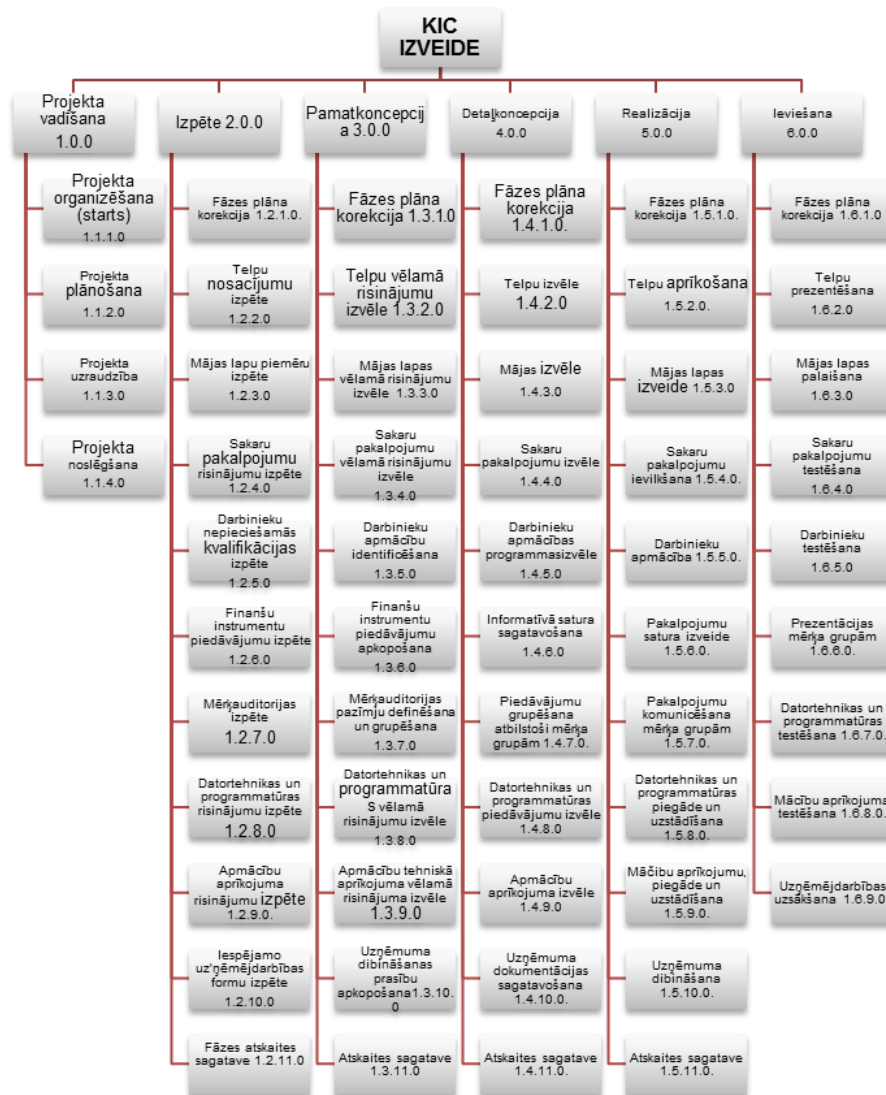 KIC
IZVEIDE
Projekta
vadīšana
1.0.0
Projekta
organizēšana
(starts)
1.1.1.0
Projekta
plānošana
1.1.2.0
Projekta
uzraudzība
1.1.3.0
Projekta
noslēgšana
1.1.4.0
Izpēte 2.0.0
Fāzes plāna
korekcija 1.2.1.0.
Telpu
nosacījumu
izpēte
1.2.2.0
Mājas lapu piemēru
izpēte
1.2.3.0
Sakaru
pakalpojumu
risinājumu izpēte
1.2.4.0
Darbinieku
nepieciešamās
kvalifikācijas
izpēte
1.2.5.0
Finanšu
instrumentu
piedāvājumu izpēte
1.2.6.0
Mērķauditorijas
izpēte
1.2.7.0
Datortehnikas un
programmatūras
risinājumu izpēte
1.2.8.0
Apmācību
aprīkojuma
risinājumu izpēte
1.2.9.0.
Iespējamo
uz'ņēmējdarbības
formu izpēte
1.2.10.0
Fāzes atskaites
sagatave 1.2.11.0
Pamatkoncepcij
a 3.0.0
Fāzes plāna
korekcija 1.3.1.0
Telpu vēlamā
risinājumu
izvēle 1.3.2.0
Mājas lapas
vēlamā risinājumu
izvēle 1.3.3.0
Sakaru
pakalpojumu
vēlamā risinājumu
izvēle
1.3.4.0
Darbinieku
apmācību
identificēšana
1.3.5.0
Finanšu
instrumentu
piedāvājumu
apkopošana
1.3.6.0
Mērķauditorijas
pazīmju definēšana
un grupēšana
1.3.7.0
Datortehnikas un
programmatūra
S vēlamā
risinājumu izvēle
1.3.8.0
Apmācību tehniskā
aprīkojuma vēlamā
risinājuma izvēle
1.3.9.0
Uzņēmuma
dibināšanas
prasību
apkopošana1.3.10.
0
Atskaites sagatave
1.3.11.0
Detaļkoncepcija
4.0.0
Fāzes plāna
korekcija
1.4.1.0.
Telpu izvēle
1.4.2.0
Mājas izvēle
1.4.3.0
Sakaru
pakalpojumu izvēle
1.4.4.0
Darbinieku
apmācības
programmasizvēle
1.4.5.0
Informatīvā satura
sagatavošana
1.4.6.0
Piedāvājumu
grupēšana
atbilstoši mērķa
grupām 1.4.7.0.
Datortehnikas un
programmatūras
piedāvājumu izvēle
1.4.8.0
Apmācību
aprīkojuma izvēle
1.4.9.0
Uzņēmuma
dokumentācijas
sagatavošana
1.4.10.0.
Atskaites sagatave
1.4.11.0.
Realizācija
5.0.0
Fāzes plāna
korekcija 1.5.1.0.
Telpu aprīkošana
1.5.2.0.
Mājas lapas
izveide 1.5.3.0
Sakaru
pakalpojumu
ievilkšana 1.5.4.0.
Darbinieku
apmācība 1.5.5.0.
Pakalpojumu
satura izveide
1.5.6.0.
Pakalpojumu
komunicēšana
mērķa grupām
1.5.7.0.
Datortehnikas un
programmatūras
piegāde un
uzstādīšana
1.5.8.0.
Māčibu aprīkojumu,
piegāde un
uzstādīšana
1.5.9.0.
Uzņēmuma
dibināšana
1.5.10.0.
Atskaites sagatave
1.5.11.0.
Ieviešana
6.0.0
Fāzes plāna
korekcija 1.6.1.0
Telpu
prezentēšana
1.6.2.0
Mājas lapas
palaišana
1.6.3.0
Sakaru
pakalpojumu
testēšana
1.6.4.0
Darbinieku
testēšana
1.6.5.0
Prezentācijas
mērķa grupām
1.6.6.0.
Datortehnikas un
programmatūras
testēšana 1.6.7.0.
Mācību aprīkojuma
testēšana 1.6.8.0.
Uzņēmējdarbības
uzsākšana 1.6.9.0